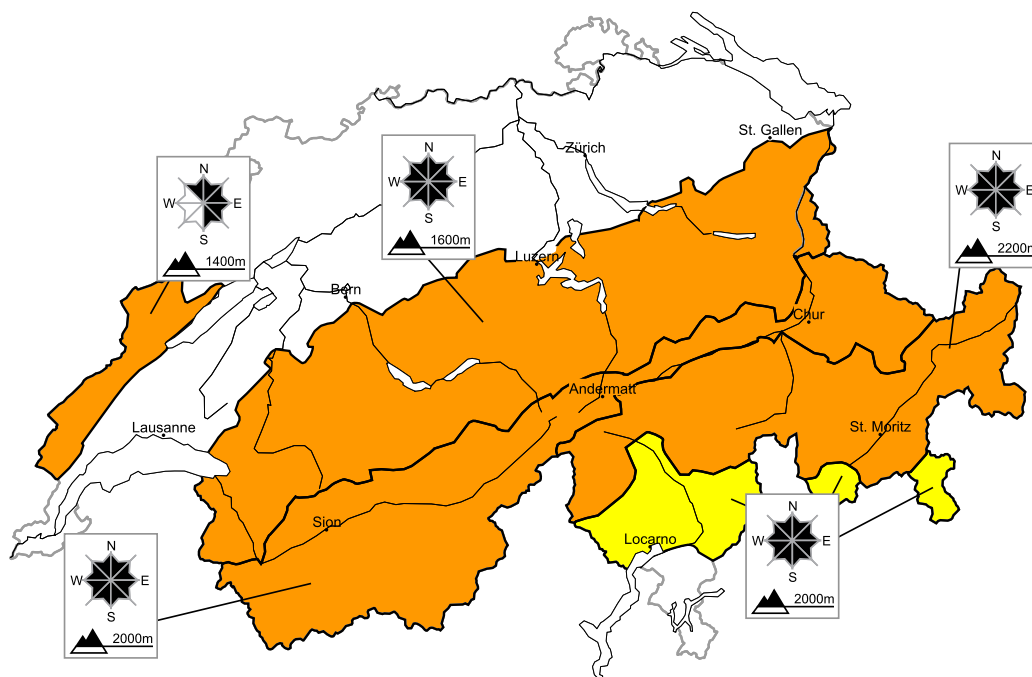 St. Gallen
Zürich
N
W E
S
1400m
N
W E
S
1600m
N
W E
S
2200m
Luzern
Bern
Chur
Andermatt
Lausanne
St. Moritz
Sion
Locarno
N
W E
S
2000m
N
W E
S
2000m